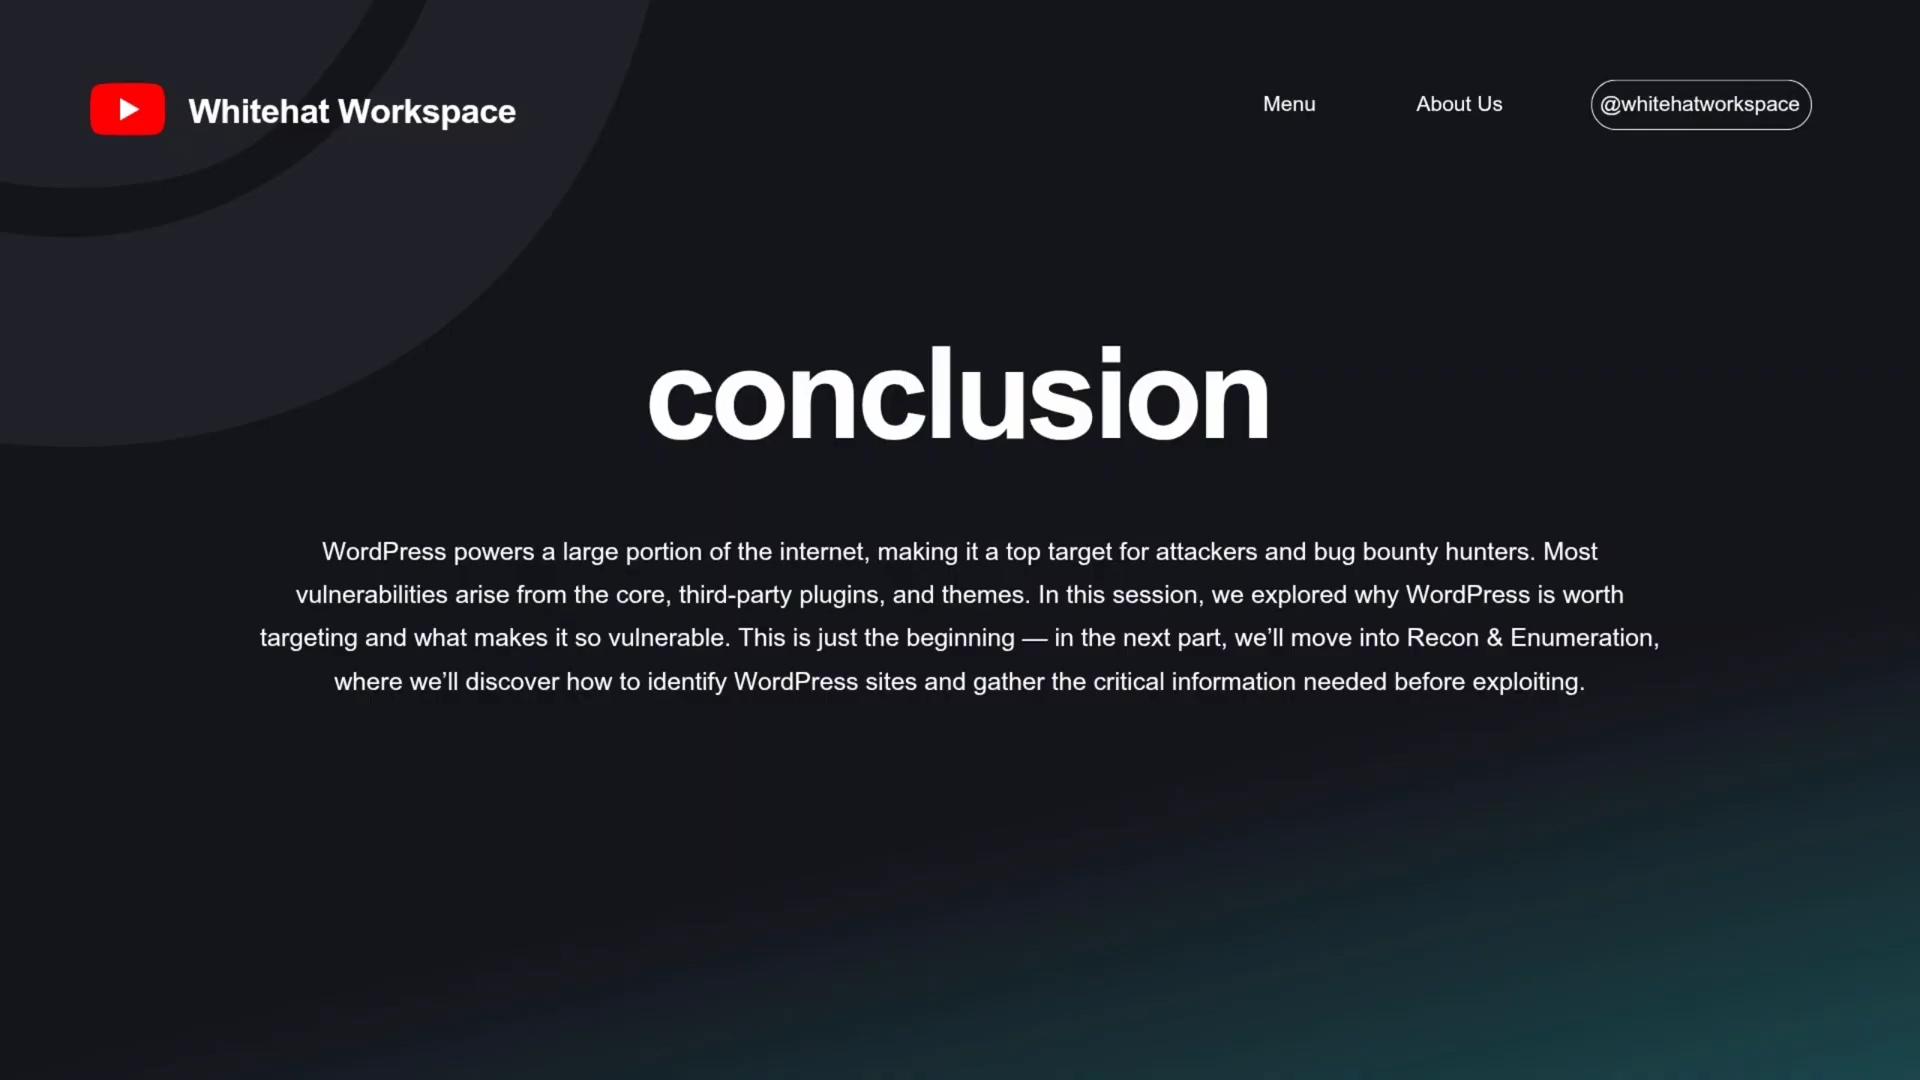 Whitehat Workspace
Menu
About Us
@whitehatworkspace
conclusion
WordPress powers a large portion of the internet, making it a top target for attackers and bug bounty hunters. Most
vulnerabilities arise from the core, third-party plugins, and themes. In this session, we explored why WordPress is worth
targeting and what makes it so vulnerable. This is just the beginning — in the next part, we’ll move into Recon & Enumeration,
where we’ll discover how to identify WordPress sites and gather the critical information needed before exploiting.